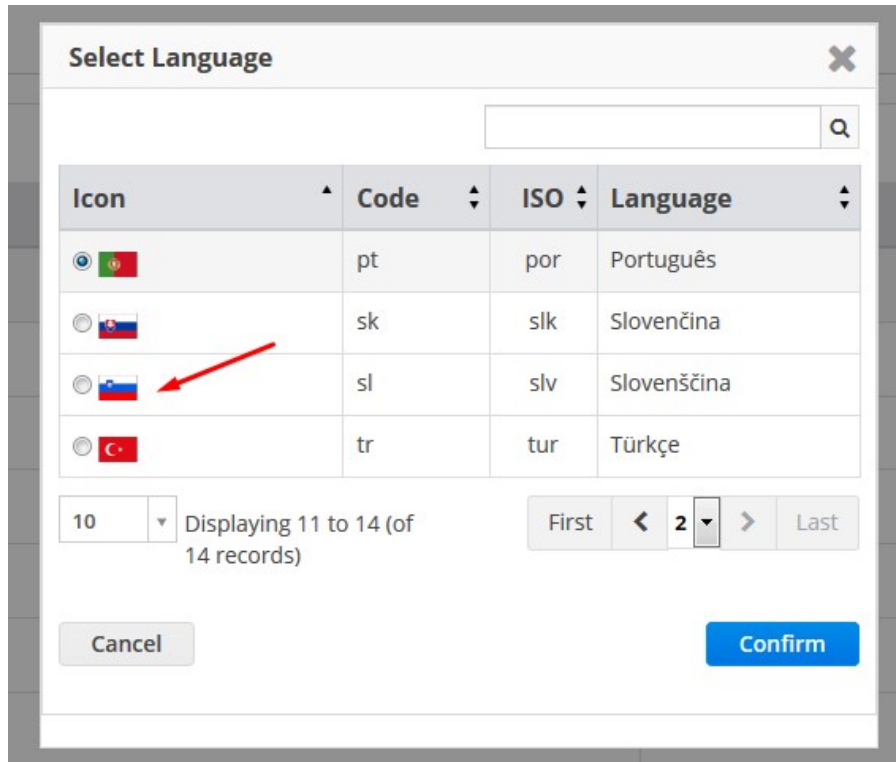 Select Language
Icon Code ISO Language
pt por Português
sk slk Slovenčina
sl slv Slovenščina
tr tur Türkçe
10 Displaying 11 to 14 (of
14 records)
First 2 Last
Cancel Confirm